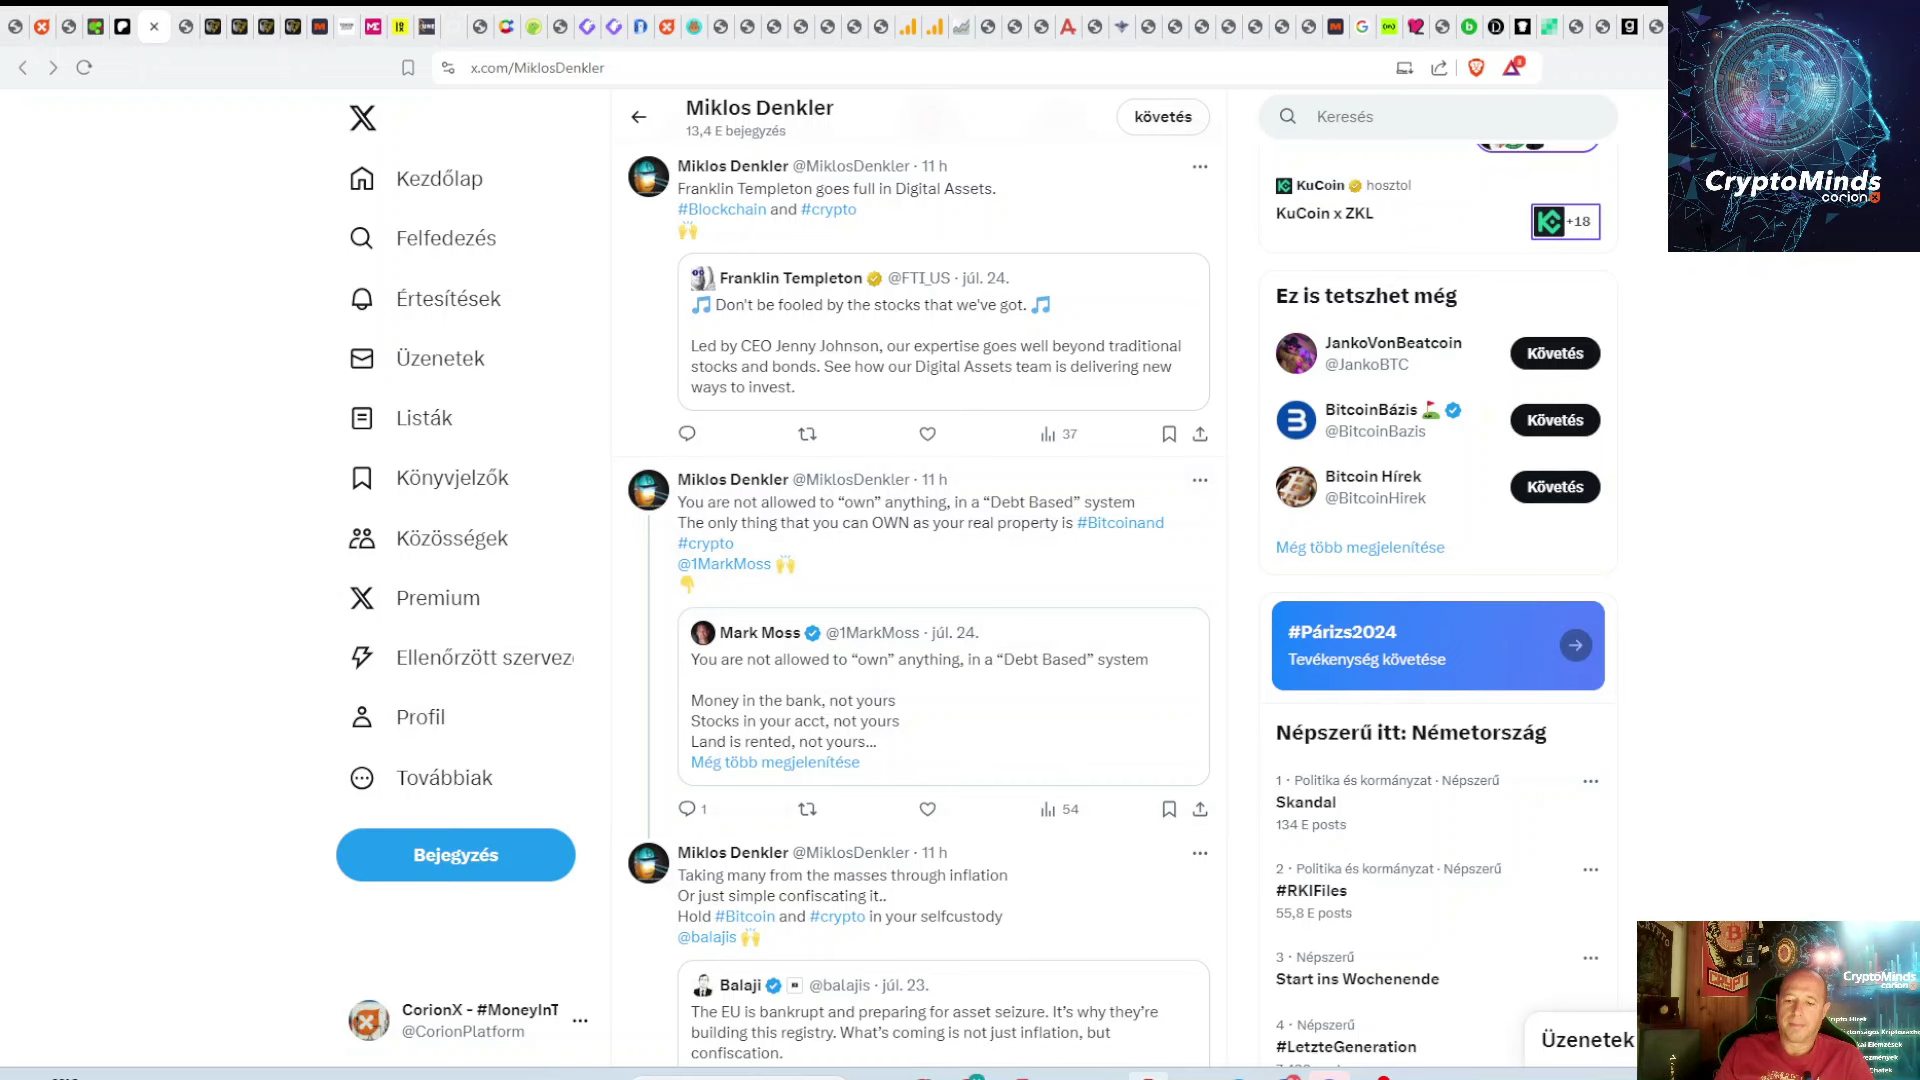 x.com/MiklosDenkler
CryptoMinds
corion
Kezdőlap
Felfedezés
Értesítések
Üzenetek
Listák
Könyvjelzők
Közösségek
Premium
Ellenőrzött szervez
Profil
Továbbiak
Bejegyzés
CorionX - #MoneyInT
@CorionPlatform
Miklos Denkler
13,4 E bejegyzés
követés
Miklos Denkler @MiklosDenkler · 11 h
Franklin Templeton goes full in Digital Assets.
#Blockchain and #crypto
🙌
Franklin Templeton @FTI_US · júl. 24.
🎵 Don't be fooled by the stocks that we've got. 🎵
Led by CEO Jenny Johnson, our expertise goes well beyond traditional
stocks and bonds. See how our Digital Assets team is delivering new
ways to invest.
37
Miklos Denkler @MiklosDenkler · 11 h
You are not allowed to “own” anything, in a “Debt Based” system
The only thing that you can OWN as your real property is #Bitcoinand
#crypto
@1MarkMoss 🙌
👇
Mark Moss @1MarkMoss · júl. 24.
You are not allowed to “own” anything, in a “Debt Based” system
Money in the bank, not yours
Stocks in your acct, not yours
Land is rented, not yours...
Még több megjelenítése
1
54
Miklos Denkler @MiklosDenkler · 11 h
Taking many from the masses through inflation
Or just simple confiscating it..
Hold #Bitcoin and #crypto in your selfcustody
@balajis 🙌
Balaji @balajis · júl. 23.
The EU is bankrupt and preparing for asset seizure. It’s why they’re
building this registry. What’s coming is not just inflation, but
confiscation.
Keresés
KuCoin hosztol
KuCoin x ZKL
+18
Ez is tetszhet még
JankoVonBeatcoin
@JankoBTC
Követés
BitcoinBázis
@BitcoinBazis
Követés
Bitcoin Hírek
@BitcoinHirek
Követés
Még több megjelenítése
#Párizs2024
Tevékenység követése
Népszerű itt: Németország
1 · Politika és kormányzat · Népszerű
Skandal
134 E posts
2 · Politika és kormányzat · Népszerű
#RKIFiles
55,8 E posts
3 · Népszerű
Start ins Wochenende
4 · Népszerű
#LetzteGeneration
Üzenetek
CryptoMinds
corion